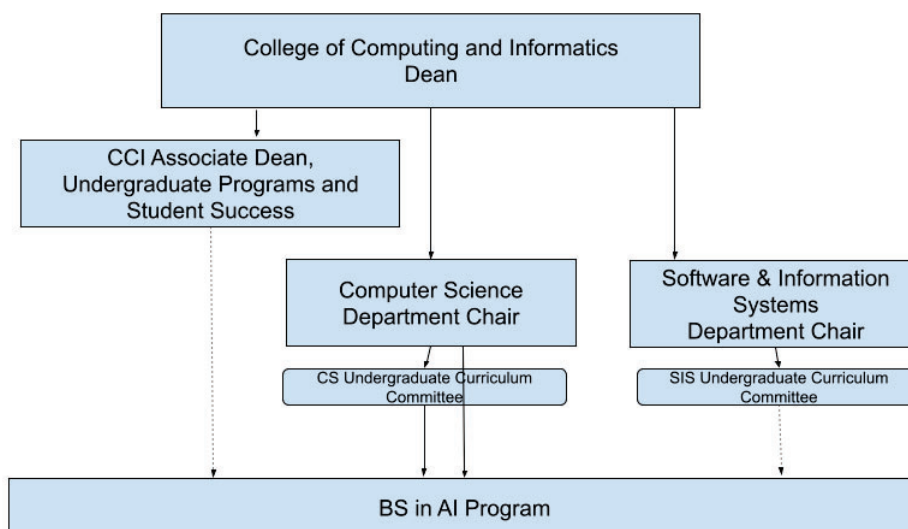 College of Computing and Informatics
Dean
CCI Associate Dean,
Undergraduate Programs and
Student Success
Computer Science
Department Chair
Software & Information
Systems
Department Chair
CS Undergraduate Curriculum
Committee
SIS Undergraduate Curriculum
Committee
BS in AI Program